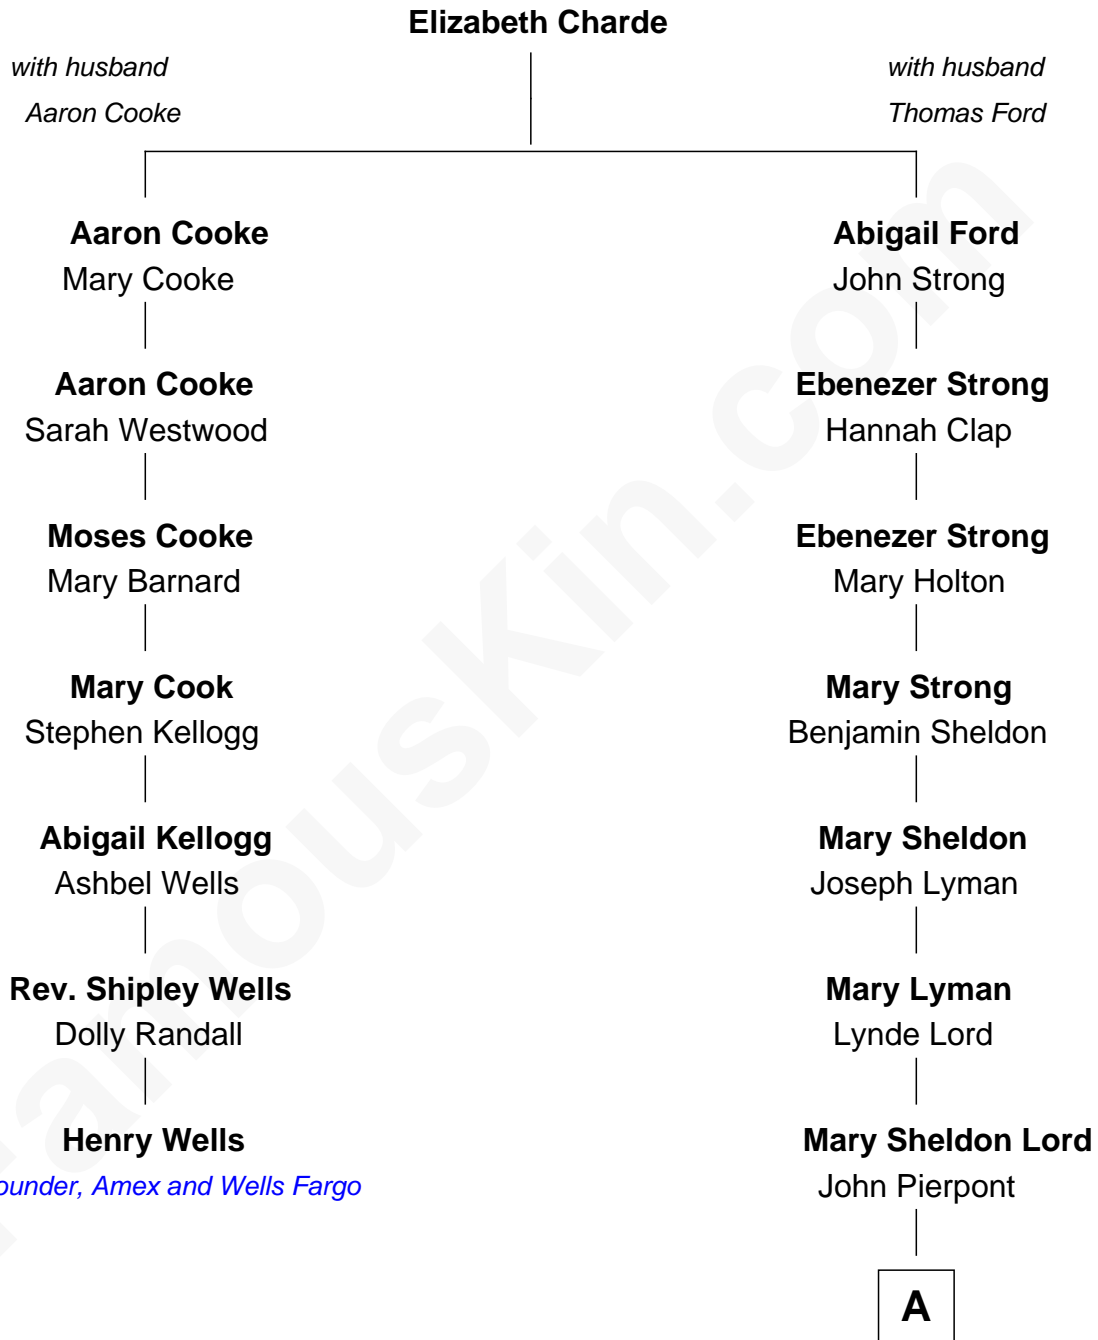 Elizabeth Charde
with husband
Aaron Cooke
with husband
Thomas Ford
Aaron Cooke
Mary Cooke
Abigail Ford
John Strong
Aaron Cooke
Sarah Westwood
Ebenezer Strong
Hannah Clap
Moses Cooke
Mary Barnard
Ebenezer Strong
Mary Holton
Mary Cook
Stephen Kellogg
Mary Strong
Benjamin Sheldon
Abigail Kellogg
Ashbel Wells
Mary Sheldon
Joseph Lyman
Rev. Shipley Wells
Dolly Randall
Mary Lyman
Lynde Lord
Henry Wells
ounder, Amex and Wells Fargo
Mary Sheldon Lord
John Pierpont
A
FamousKin.com